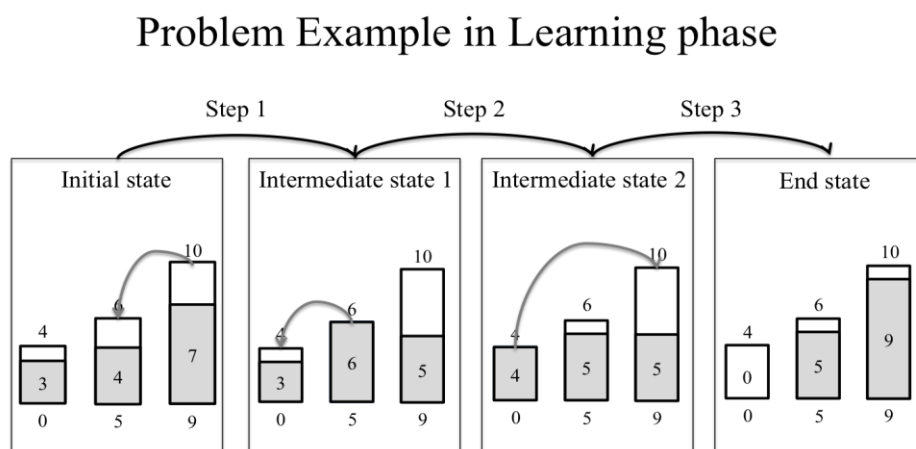 Problem Example in Learning phase
Step 1 Step 2 Step 3
Initial state Intermediate state 1 Intermediate state 2 End state
10 10 10 10
6 6 6 6
4 4 4 4
3 4 7 3 6 5 4 5 5 0 5 9
0 5 9 0 5 9 0 5 9 0 5 9